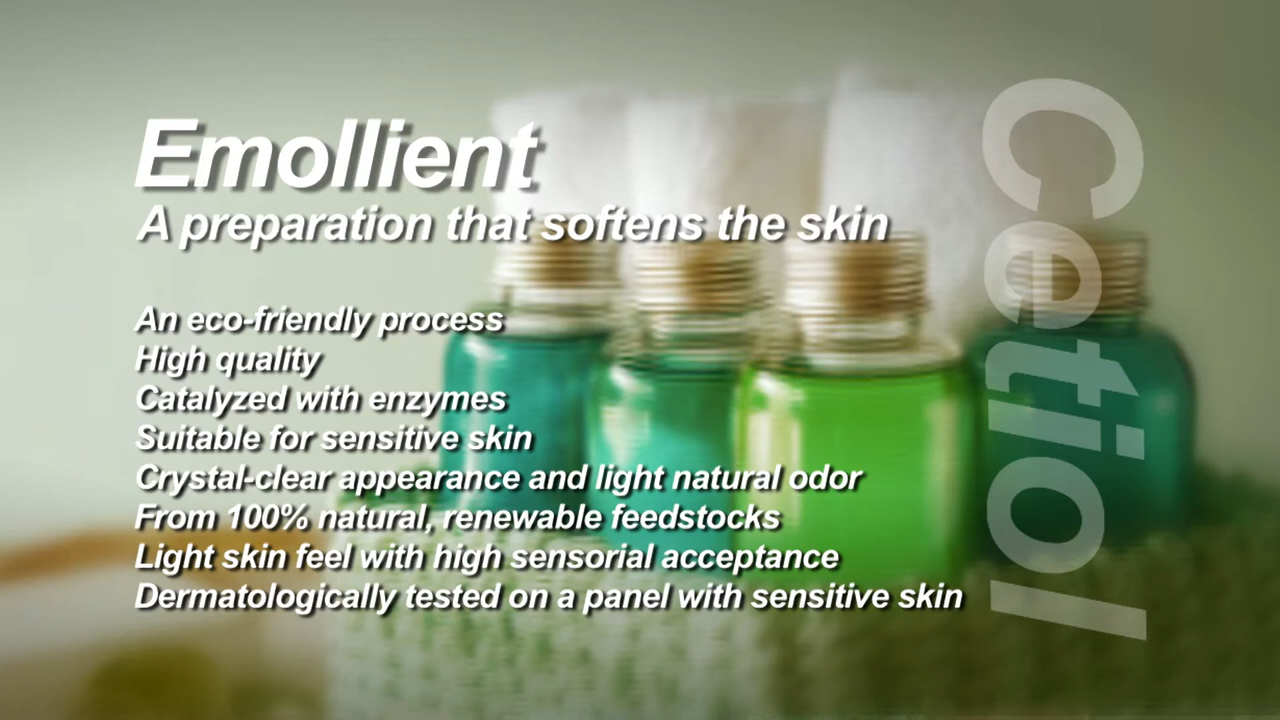 Emollient
A preparation that softens the skin
An eco-friendly process
High quality
Catalyzed with enzymes
Suitable for sensitive skin
Crystal-clear appearance and light natural odor
From 100% natural, renewable feedstocks
Light skin feel with high sensorial acceptance
Dermatologically tested on a panel with sensitive skin
Cetiol